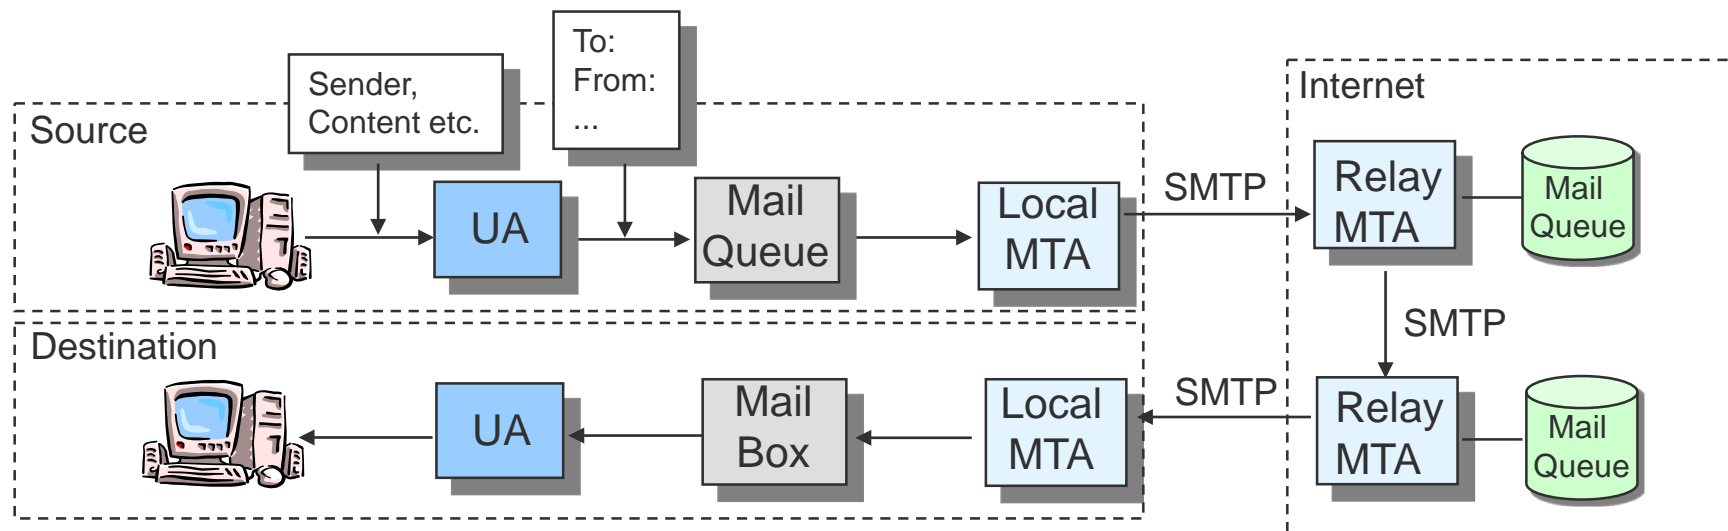 To:
From:
...
Sender,
Content etc.
Internet
Source
UA
Mail
Queue
Local
MTA
SMTP
Relay
MTA
Mail
Queue
SMTP
Destination
UA
Mail
Box
Local
MTA
SMTP
Relay
MTA
Mail
Queue